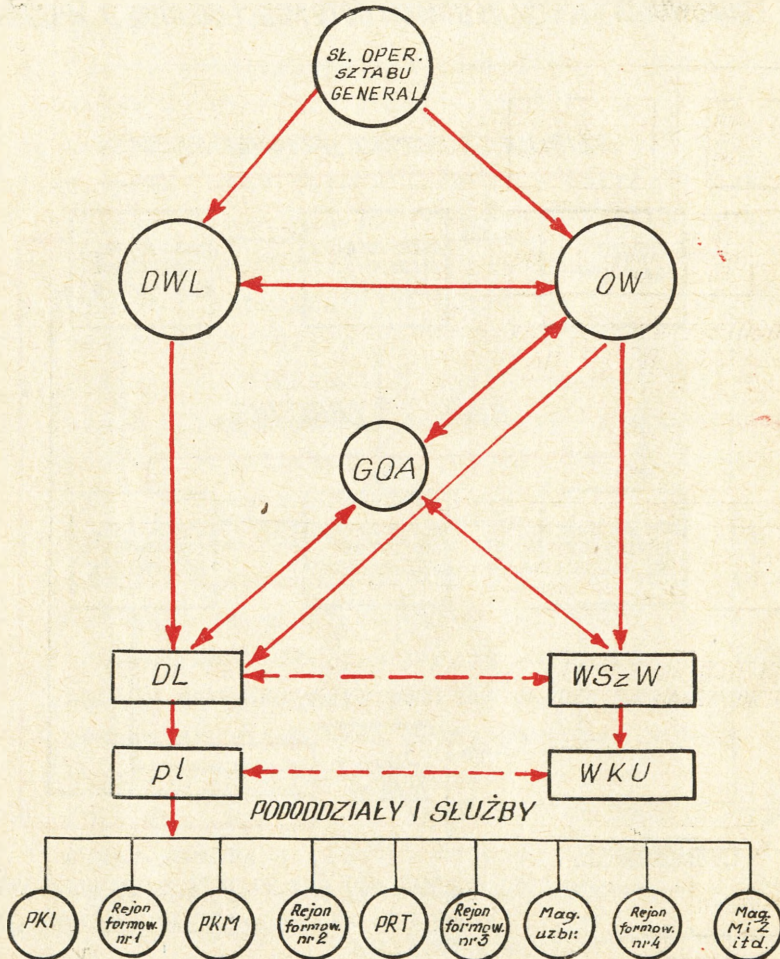 SŁ. OPER.
SZTABU
GENERAL.
DWL
OW
GOA
DL
WSzW
pl
WKU
PODODDZIAŁY I SŁUŻBY
PKI
Rejon
formow.
nr 1
PKM
Rejon
formow.
nr 2
PRT
Rejon
formow.
nr 3
Mag.
uzbr.
Rejon
formow.
nr 4
Mag.
M i Ż
itd.